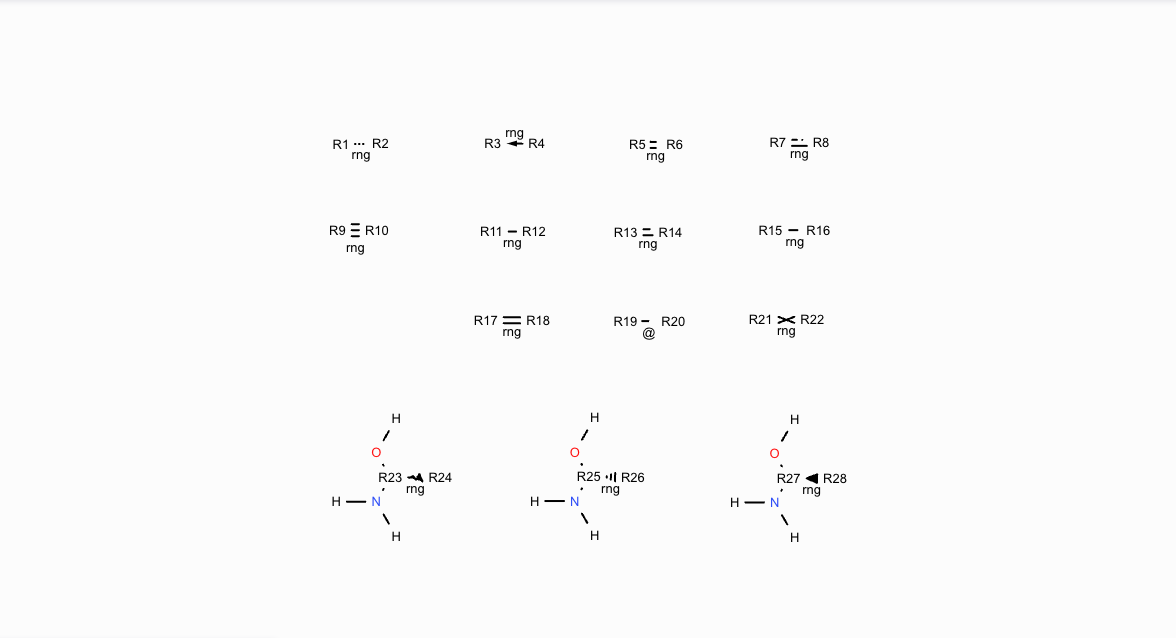 R1 R2
rng
rng
R3 R4
R5 R6
rng
R7 R8
rng
R9 R10
rng
R11 R12
rng
R13 R14
rng
R15 R16
rng
R17 R18
rng
R19 R20
@
R21 R22
rng
H
O
R23 R24
rng
H N
H
H
O
R25 R26
rng
H N
H
H
O
R27 R28
rng
H N
H